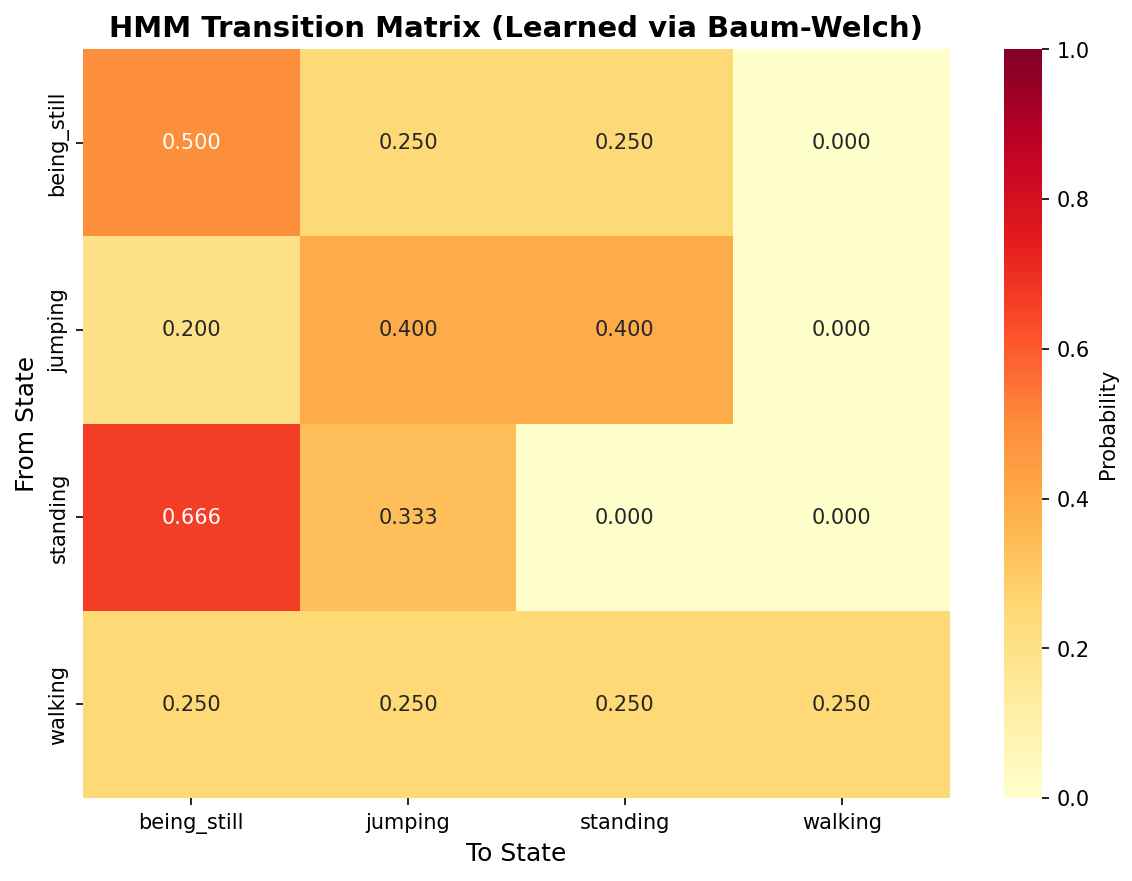 HMM Transition Matrix (Learned via Baum-Welch)
From State
being_still
0.500
0.250
0.250
0.000
jumping
0.200
0.400
0.400
0.000
standing
0.666
0.333
0.000
0.000
walking
0.250
0.250
0.250
0.250
being_still
jumping
standing
walking
To State
1.0
0.8
0.6
0.4
0.2
0.0
Probability